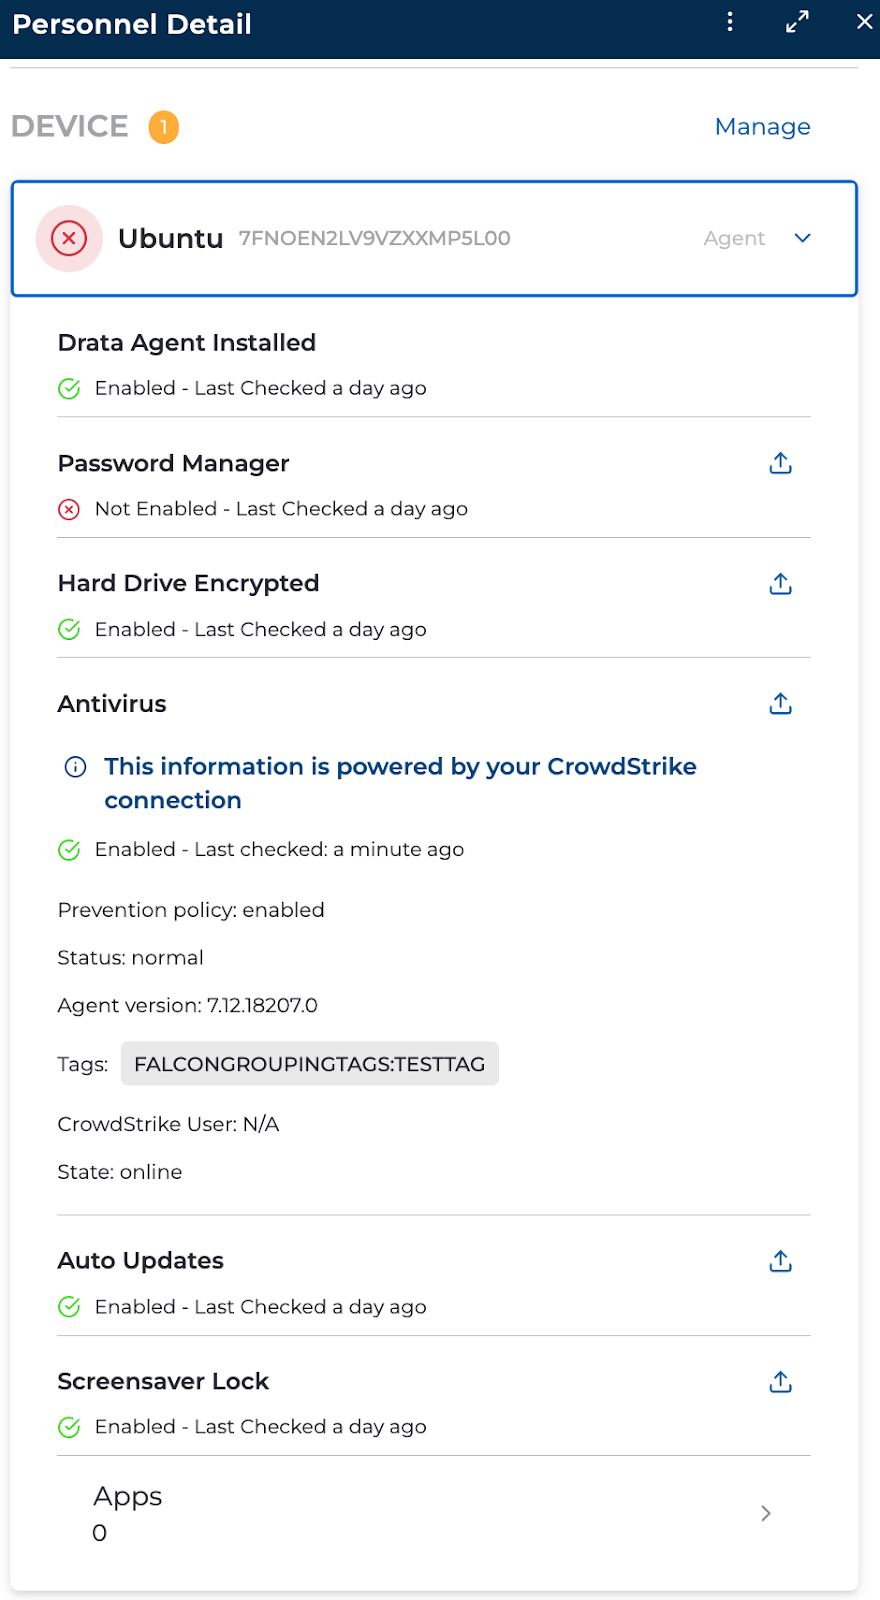 Personnel Detail
DEVICE 1 Manage
Ubuntu 7FNOEN2LV9VZXXMP5L00 Agent
Drata Agent Installed
Enabled - Last Checked a day ago
Password Manager
Not Enabled - Last Checked a day ago
Hard Drive Encrypted
Enabled - Last Checked a day ago
Antivirus
This information is powered by your CrowdStrike
connection
Enabled - Last checked: a minute ago
Prevention policy: enabled
Status: normal
Agent version: 7.12.18207.0
Tags: FALCONGROUPINGTAGS:TESTTAG
CrowdStrike User: N/A
State: online
Auto Updates
Enabled - Last Checked a day ago
Screensaver Lock
Enabled - Last Checked a day ago
Apps
0